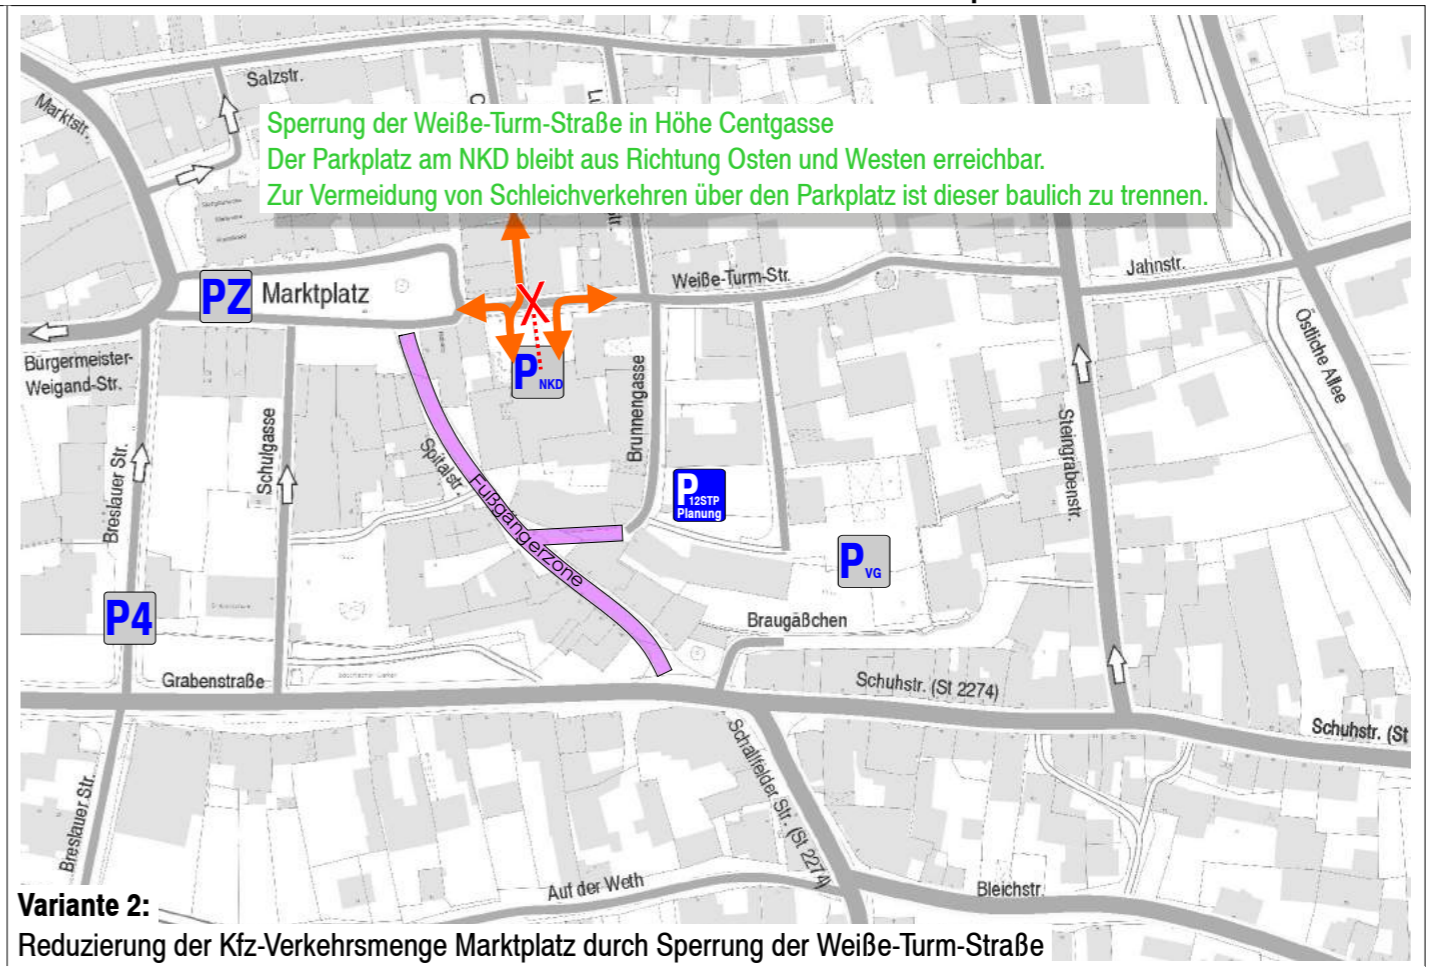 Salzstr.
Marktstr.
Sperrung der Weiße-Turm-Straße in Höhe Centgasse
Der Parkplatz am NKD bleibt aus Richtung Osten und Westen erreichbar.
Zur Vermeidung von Schleichverkehren über den Parkplatz ist dieser baulich zu trennen.
C
Lu
str.
Weiße-Turm-Str.
Jahnstr.
PZ
Marktplatz
X
Östliche Allee
Bürgermeister-
Weigand-Str.
P NKD
Brunnengasse
Schulgasse
Breslauer Str.
Spitalstr.
Fußgängerzone
Steingrabenstr.
P 12STP
Planung
P VG
P4
Braugäßchen
Grabenstraße
Schuhstr. (St 2274)
Schuhstr. (St
Schallfelder Str. (St 2274)
Breslauer Str.
Auf der Weth
Bleichstr.
Variante 2:
Reduzierung der Kfz-Verkehrsmenge Marktplatz durch Sperrung der Weiße-Turm-Straße